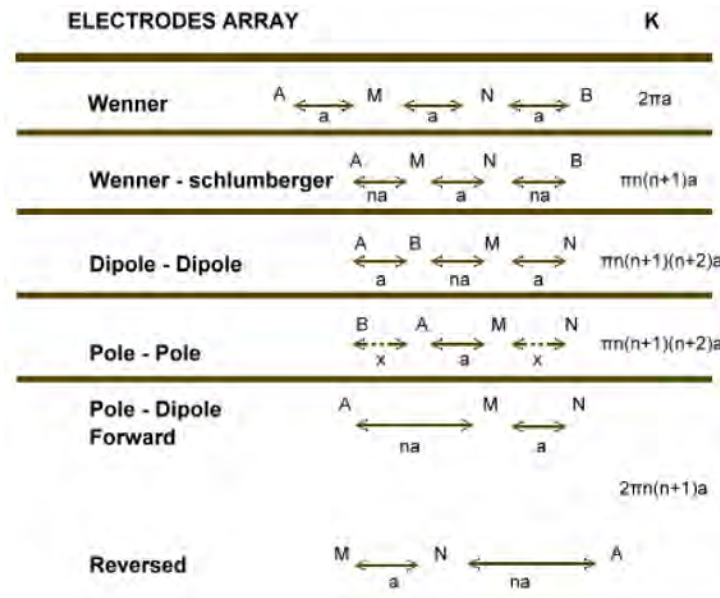 ELECTRODES ARRAY K
Wenner A M N B 2πa
a a a
Wenner - schlumberger A M N B πn(n+1)a
na a na
Dipole - Dipole A B M N πn(n+1)(n+2)a
a na a
Pole - Pole B A M N πn(n+1)(n+2)a
x a x
Pole - Dipole A M N
Forward
na a
2πn(n+1)a
Reversed M N A
a na